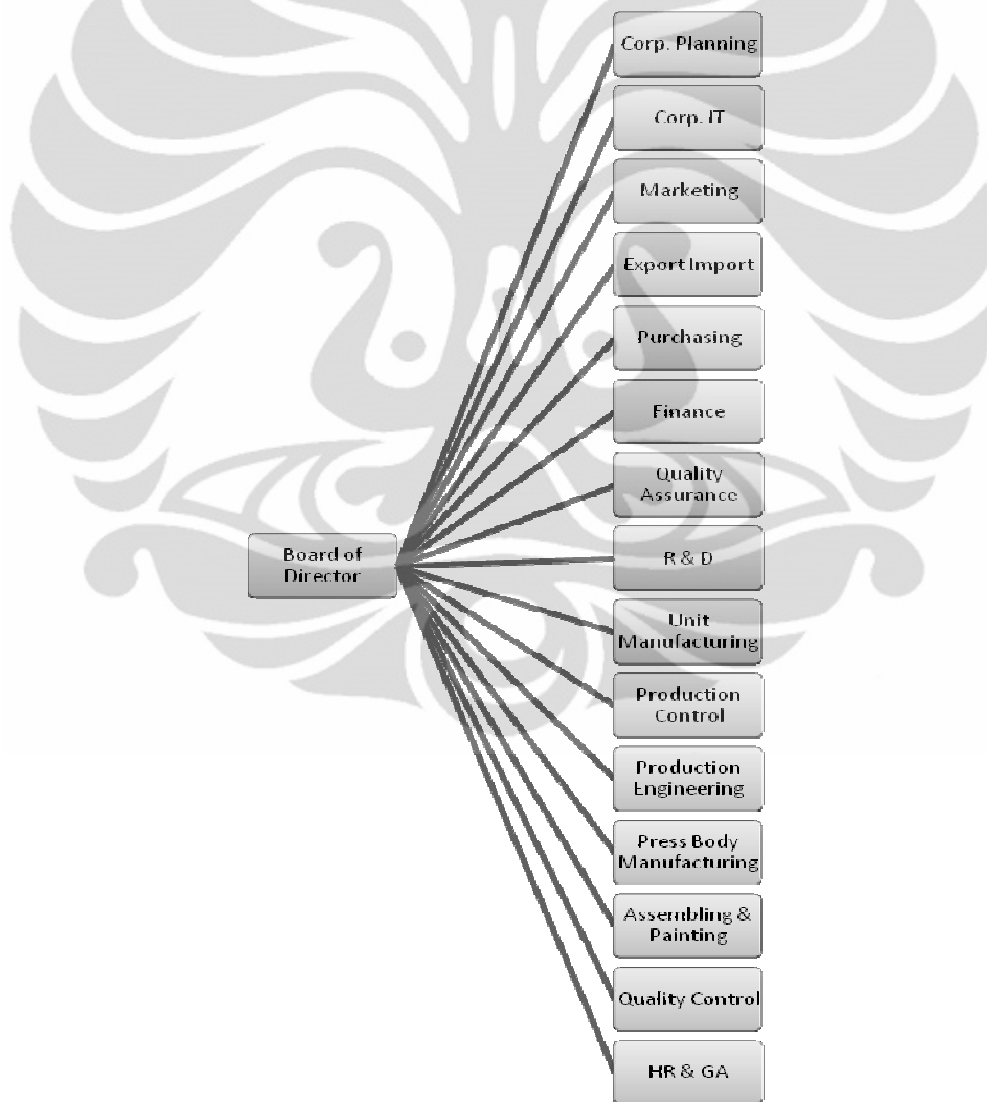 Corp. Planning
Corp. IT
Marketing
Export Import
Purchasing
Finance
Quality
Assurance
Board of
Director
R & D
Unit
Manufacturing
Production
Control
Production
Engineering
Press Body
Manufacturing
Assembling &
Painting
Quality Control
HR & GA